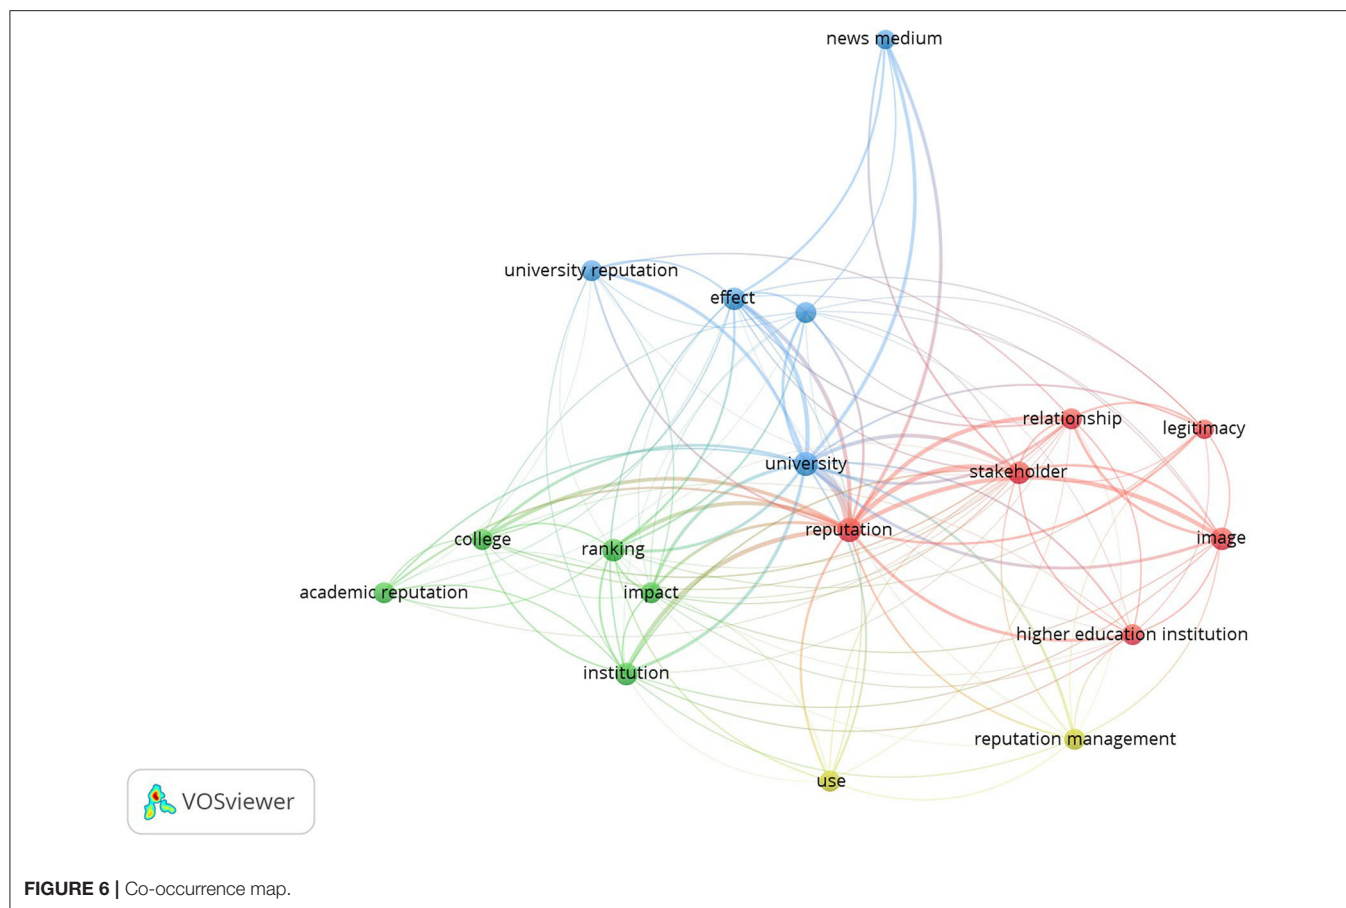 news medium
university reputation
effect
relationship
legitimacy
university
stakeholder
reputation
college
ranking
image
academic reputation
impact
higher education institution
institution
reputation management
use
VOSviewer
FIGURE 6 | Co-occurrence map.